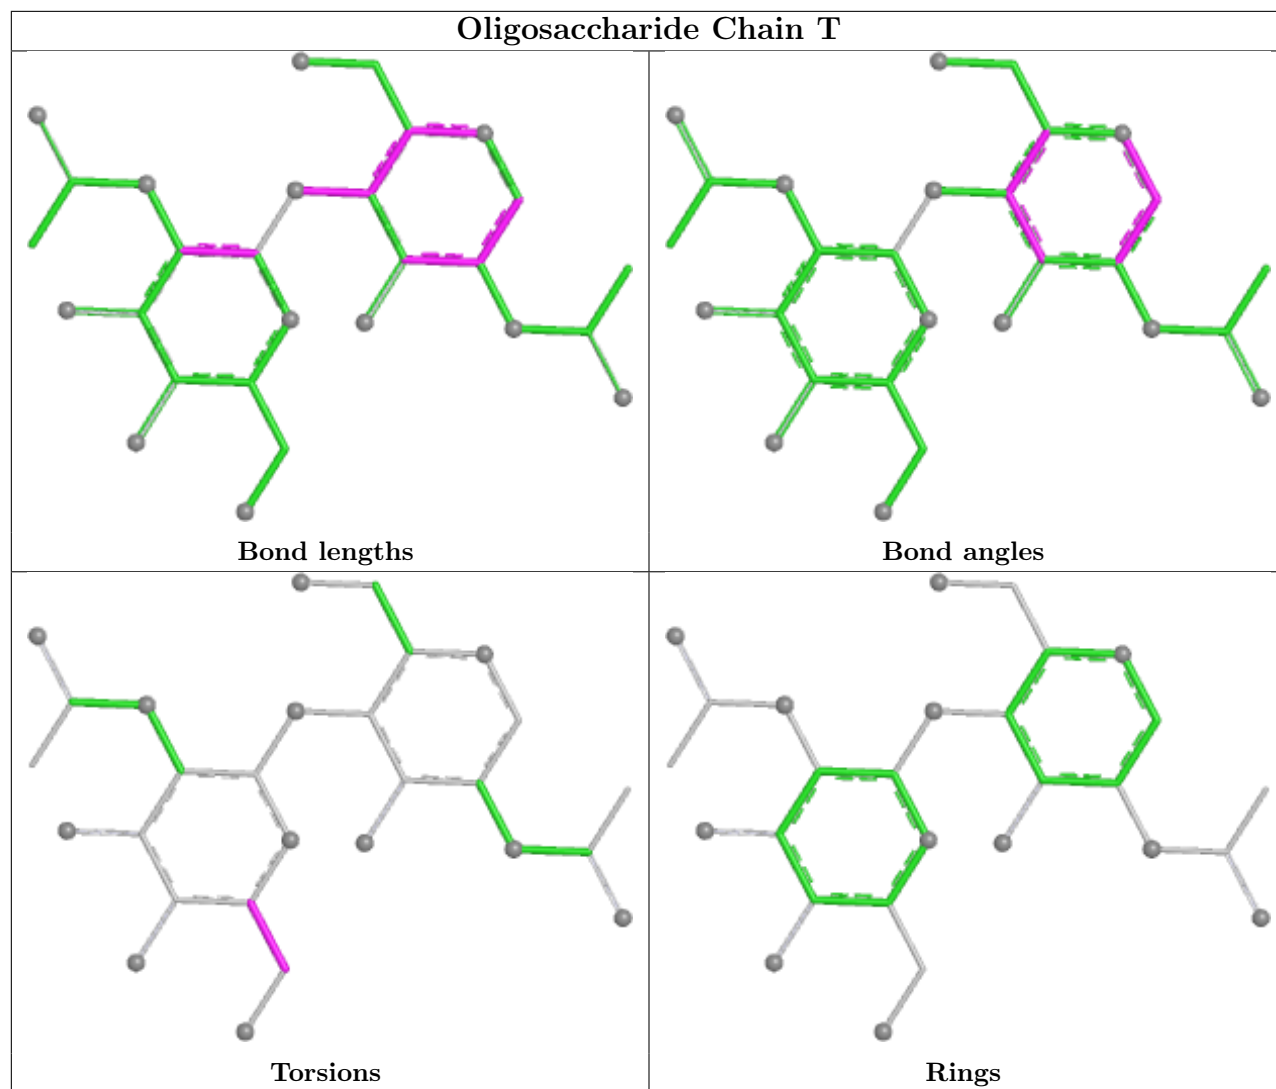 Oligosaccharide Chain T
Bond lengths
Bond angles
Torsions
Rings